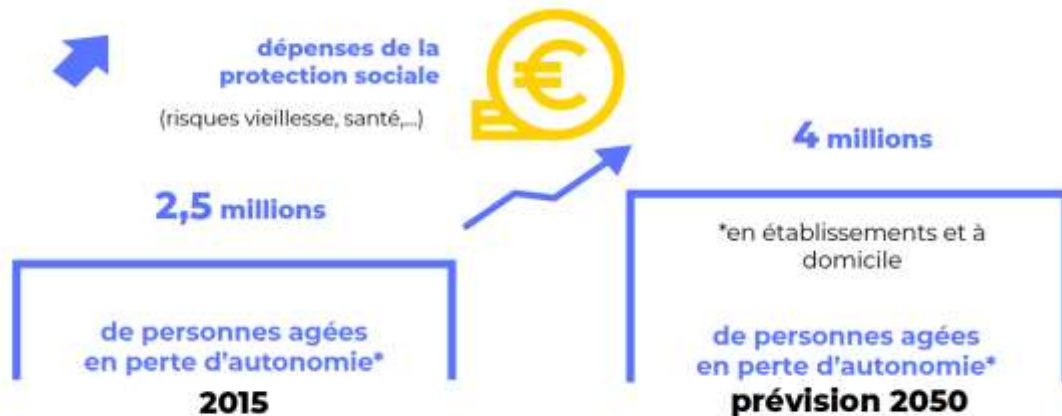 dépenses de la
protection sociale
(risques vieillesse, santé,...)
2,5 millions
de personnes agées
en perte d'autonomie*
2015
4 millions
*en établissements et à
domicile
de personnes agées
en perte d'autonomie*
prévision 2050